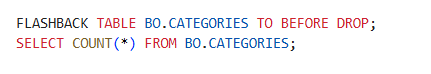 FLASHBACK TABLE BO.CATEGORIES TO BEFORE DROP;
SELECT COUNT(*) FROM BO.CATEGORIES;